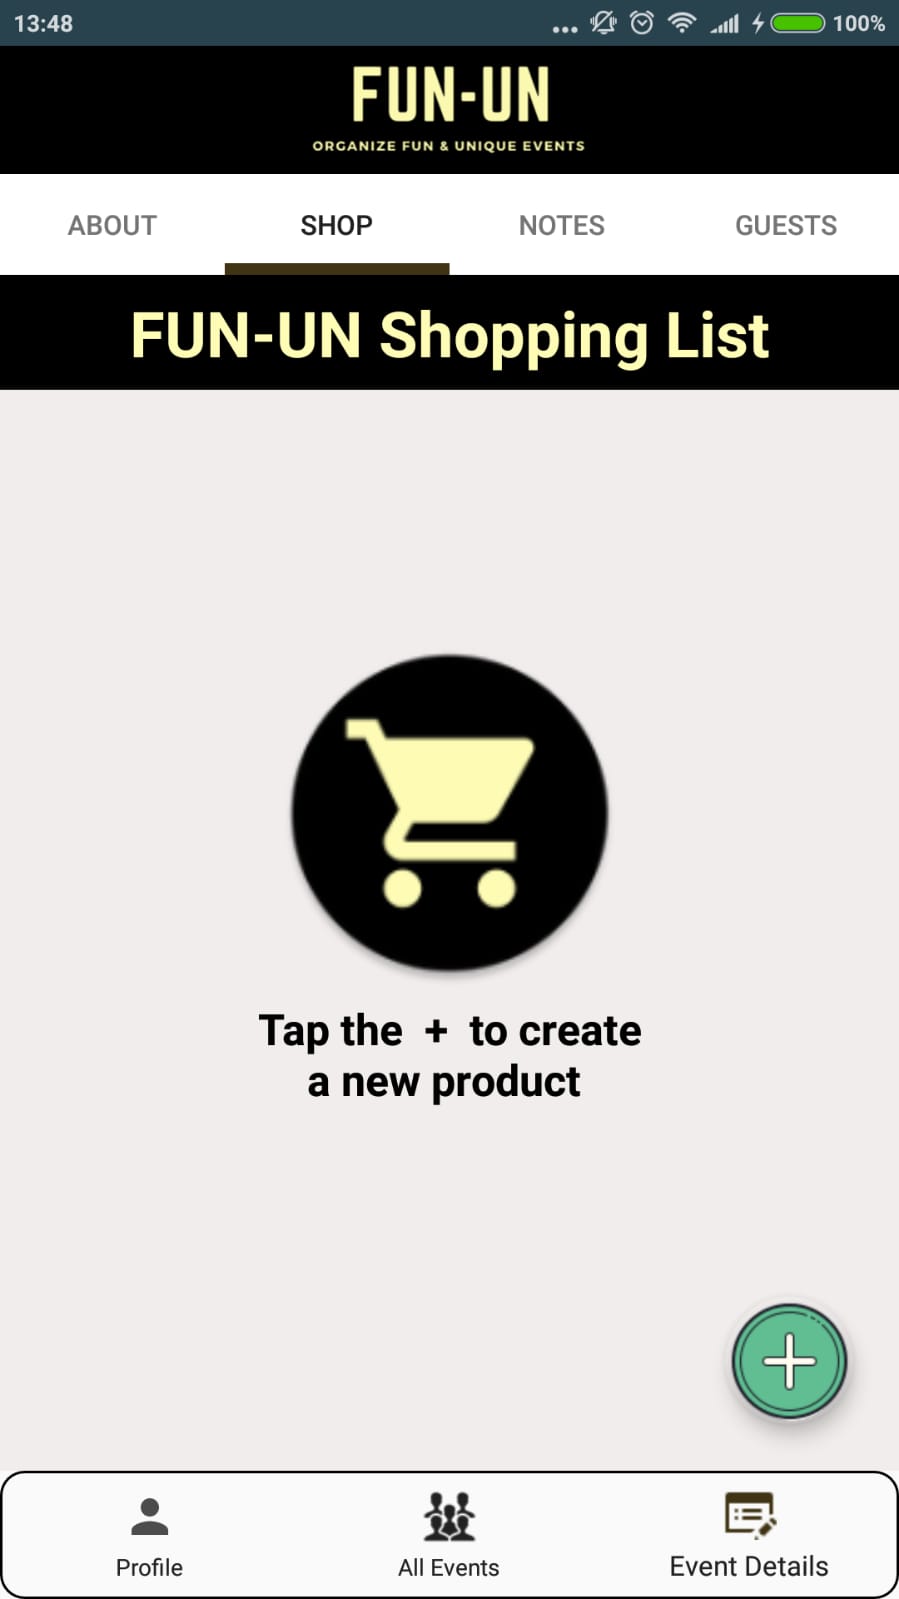 13:48
100%
FUN-UN
ORGANIZE FUN & UNIQUE EVENTS
ABOUT SHOP NOTES GUESTS
FUN-UN Shopping List
Tap the + to create
a new product
Profile All Events Event Details